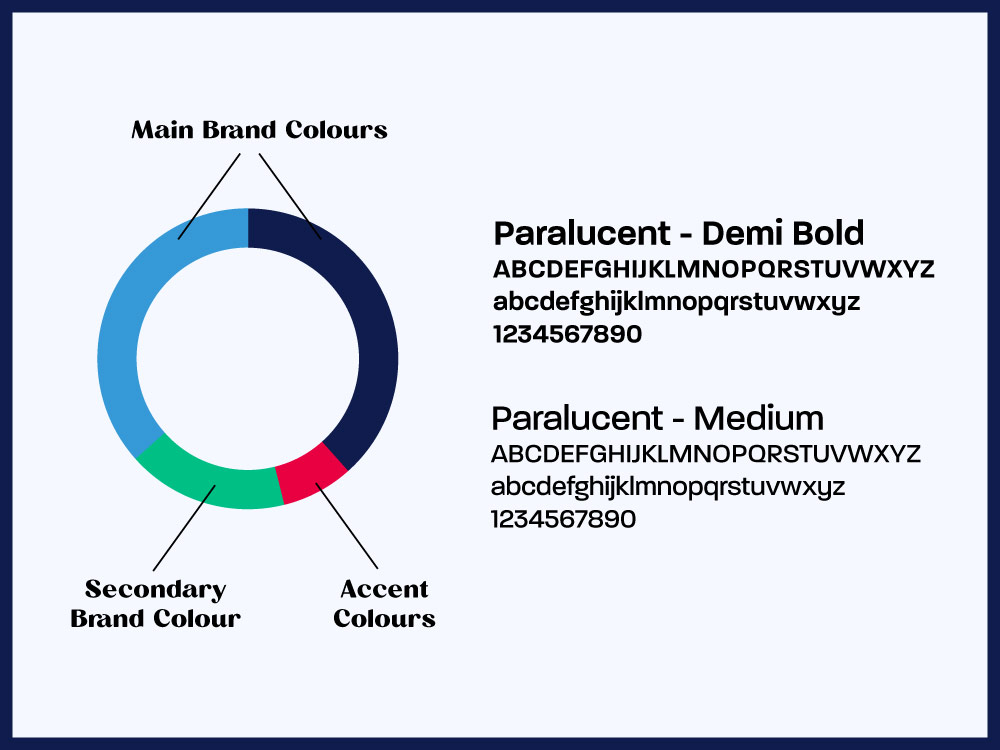 Main Brand Colours
Paralucent - Demi Bold
ABCDEFGHIJKLMNOPQRSTUVWXYZ
abcdefghijklmnopqrstuvwxyz
1234567890
Paralucent - Medium
ABCDEFGHIJKLMNOPQRSTUVWXYZ
abcdefghijklmnopqrstuvwxyz
1234567890
Secondary
Brand Colour
Accent
Colours